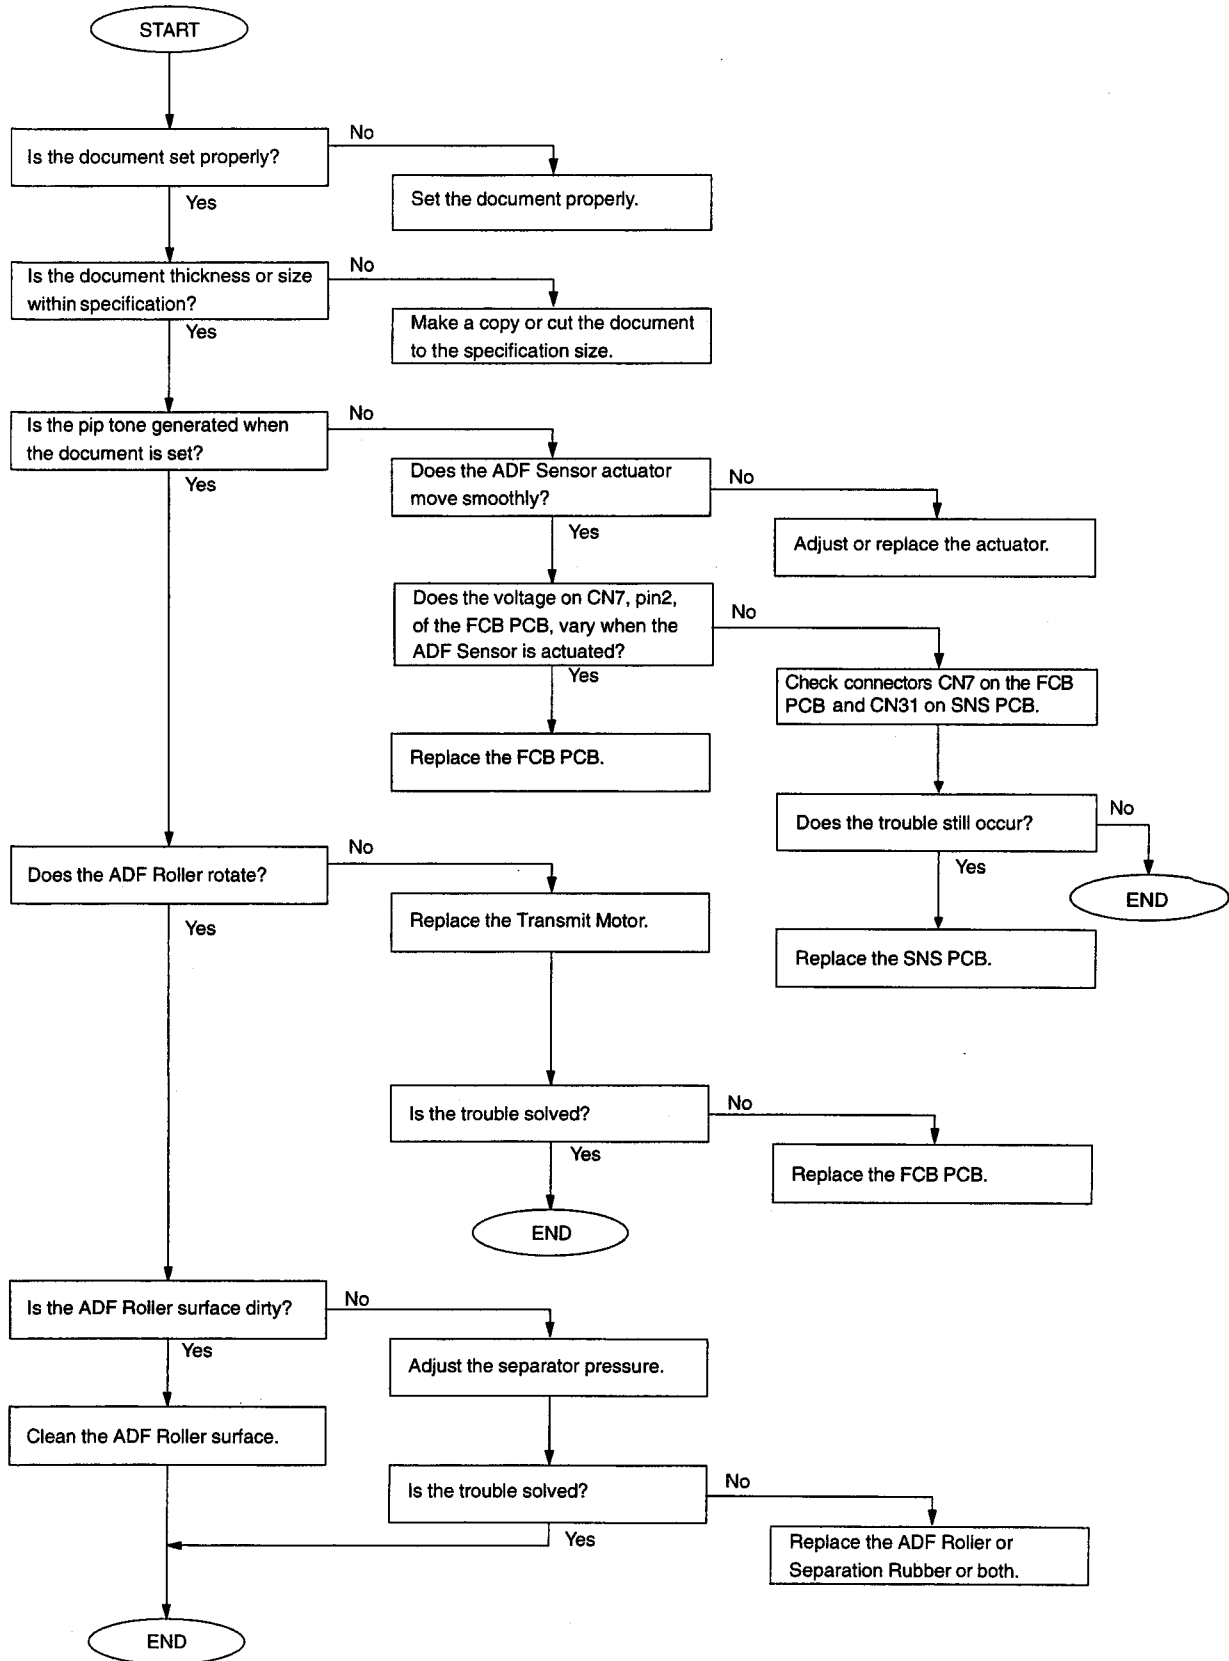 START
Is the document set properly?
No
Set the document properly.
Yes
Is the document thickness or size
within specification?
No
Make a copy or cut the document
to the specification size.
Yes
Is the pip tone generated when
the document is set?
No
Yes
Does the ADF Sensor actuator
move smoothly?
No
Adjust or replace the actuator.
Yes
Does the voltage on CN7, pin2,
of the FCB PCB, vary when the
ADF Sensor is actuated?
No
Check connectors CN7 on the FCB
PCB and CN31 on SNS PCB.
Yes
Replace the FCB PCB.
Does the trouble still occur?
No
END
Yes
Replace the SNS PCB.
Does the ADF Roller rotate?
No
Replace the Transmit Motor.
Yes
Is the trouble solved?
No
Replace the FCB PCB.
Yes
END
Is the ADF Roller surface dirty?
No
Adjust the separator pressure.
Yes
Clean the ADF Roller surface.
Is the trouble solved?
No
Replace the ADF Roller or
Separation Rubber or both.
Yes
END